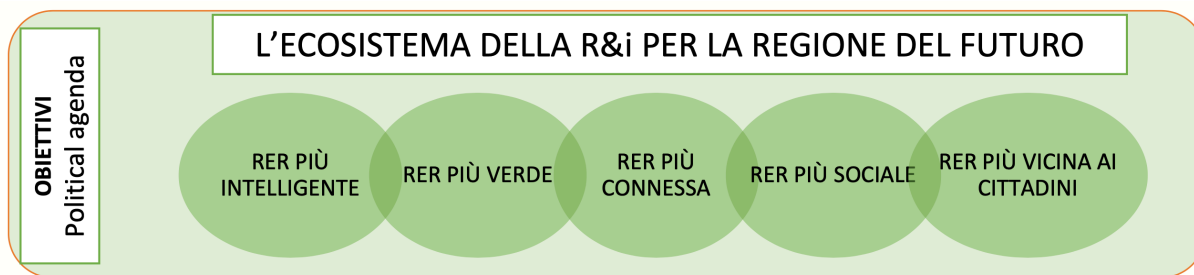 L'ECOSISTEMA DELLA R&i PER LA REGIONE DEL FUTURO
OBIETTIVI
Political agenda
RER PIÙ
INTELLIGENTE
RER PIÙ VERDE
RER PIÙ
CONNESSA
RER PIÙ SOCIALE
RER PIÙ VICINA AI
CITTADINI